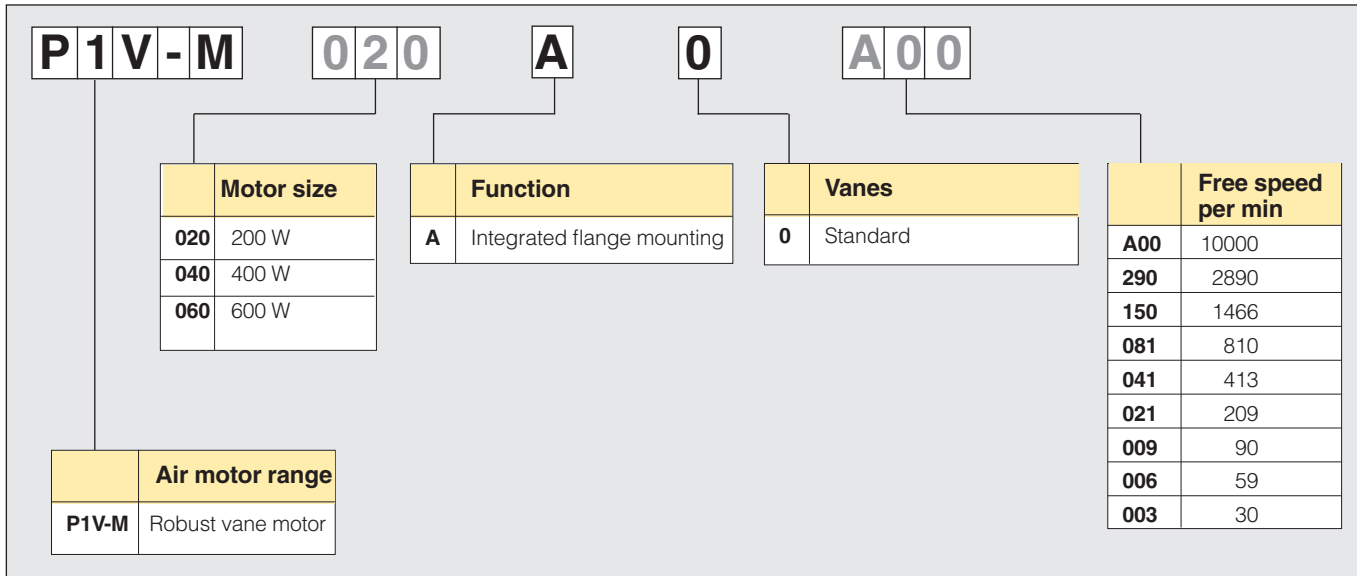 P1V-M 020 A 0 A00
Motor size
020 200 W
040 400 W
060 600 W
Function
A Integrated flange mounting
Vanes
0 Standard
Free speed
per min
A00 10000
290 2890
150 1466
081 810
041 413
021 209
009 90
006 59
003 30
Air motor range
P1V-M Robust vane motor